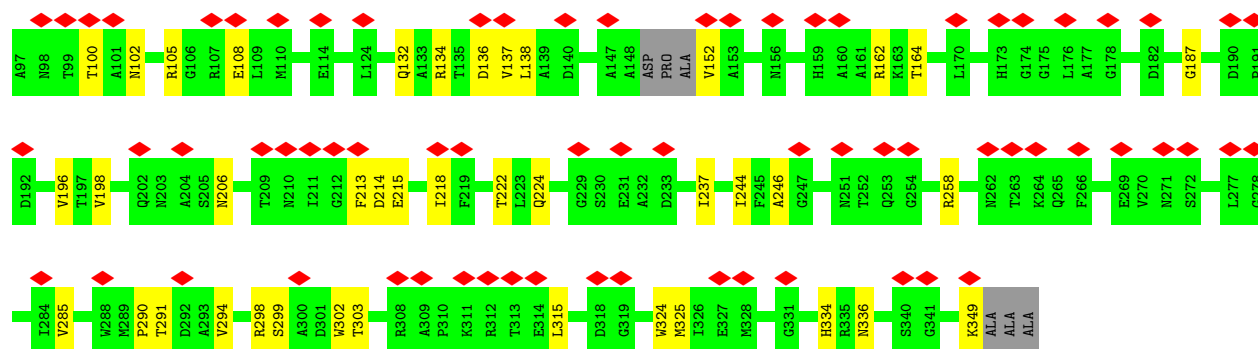 A97 N98 T99 T100 A101 N102 R105 G106 R107 E108 L109 M110 E114 L124 Q132 A133 R134 T135 D136 V137 L138 A139 D140 A147 A148 ASP PRO ALA V152 A153 N156 H159 A160 A161 R162 K163 T164 L170 H173 G174 G175 L176 A177 G178 D182 G187 D190
D192 V196 T197 V198 Q202 N203 A204 S205 N206 T209 N210 I211 G212 F213 D214 E215 I218 F219 T222 L223 Q224 G229 S230 E231 A232 D233 I237 I244 F245 A246 G247 N251 T252 Q253 G254 R258 N262 T263 K264 Q265 F266 E269 V270 N271 S272 L277
I284 V285 W288 M289 P290 T291 D292 A293 V294 R298 S299 A300 D301 W302 T303 R308 A309 P310 K311 R312 T313 E314 L315 D318 G319 W324 M325 I326 E327 M328 G331 H334 R335 N336 S340 G341 K349 ALA ALA ALA